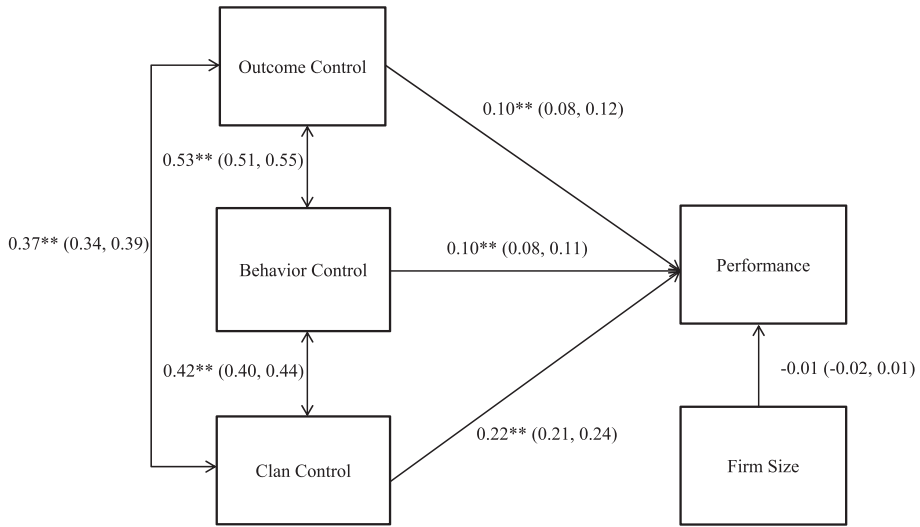 Outcome Control
0.10** (0.08, 0.12)
0.53** (0.51, 0.55)
0.37** (0.34, 0.39)
Behavior Control
0.10** (0.08, 0.11)
Performance
0.42** (0.40, 0.44)
-0.01 (-0.02, 0.01)
0.22** (0.21, 0.24)
Clan Control
Firm Size